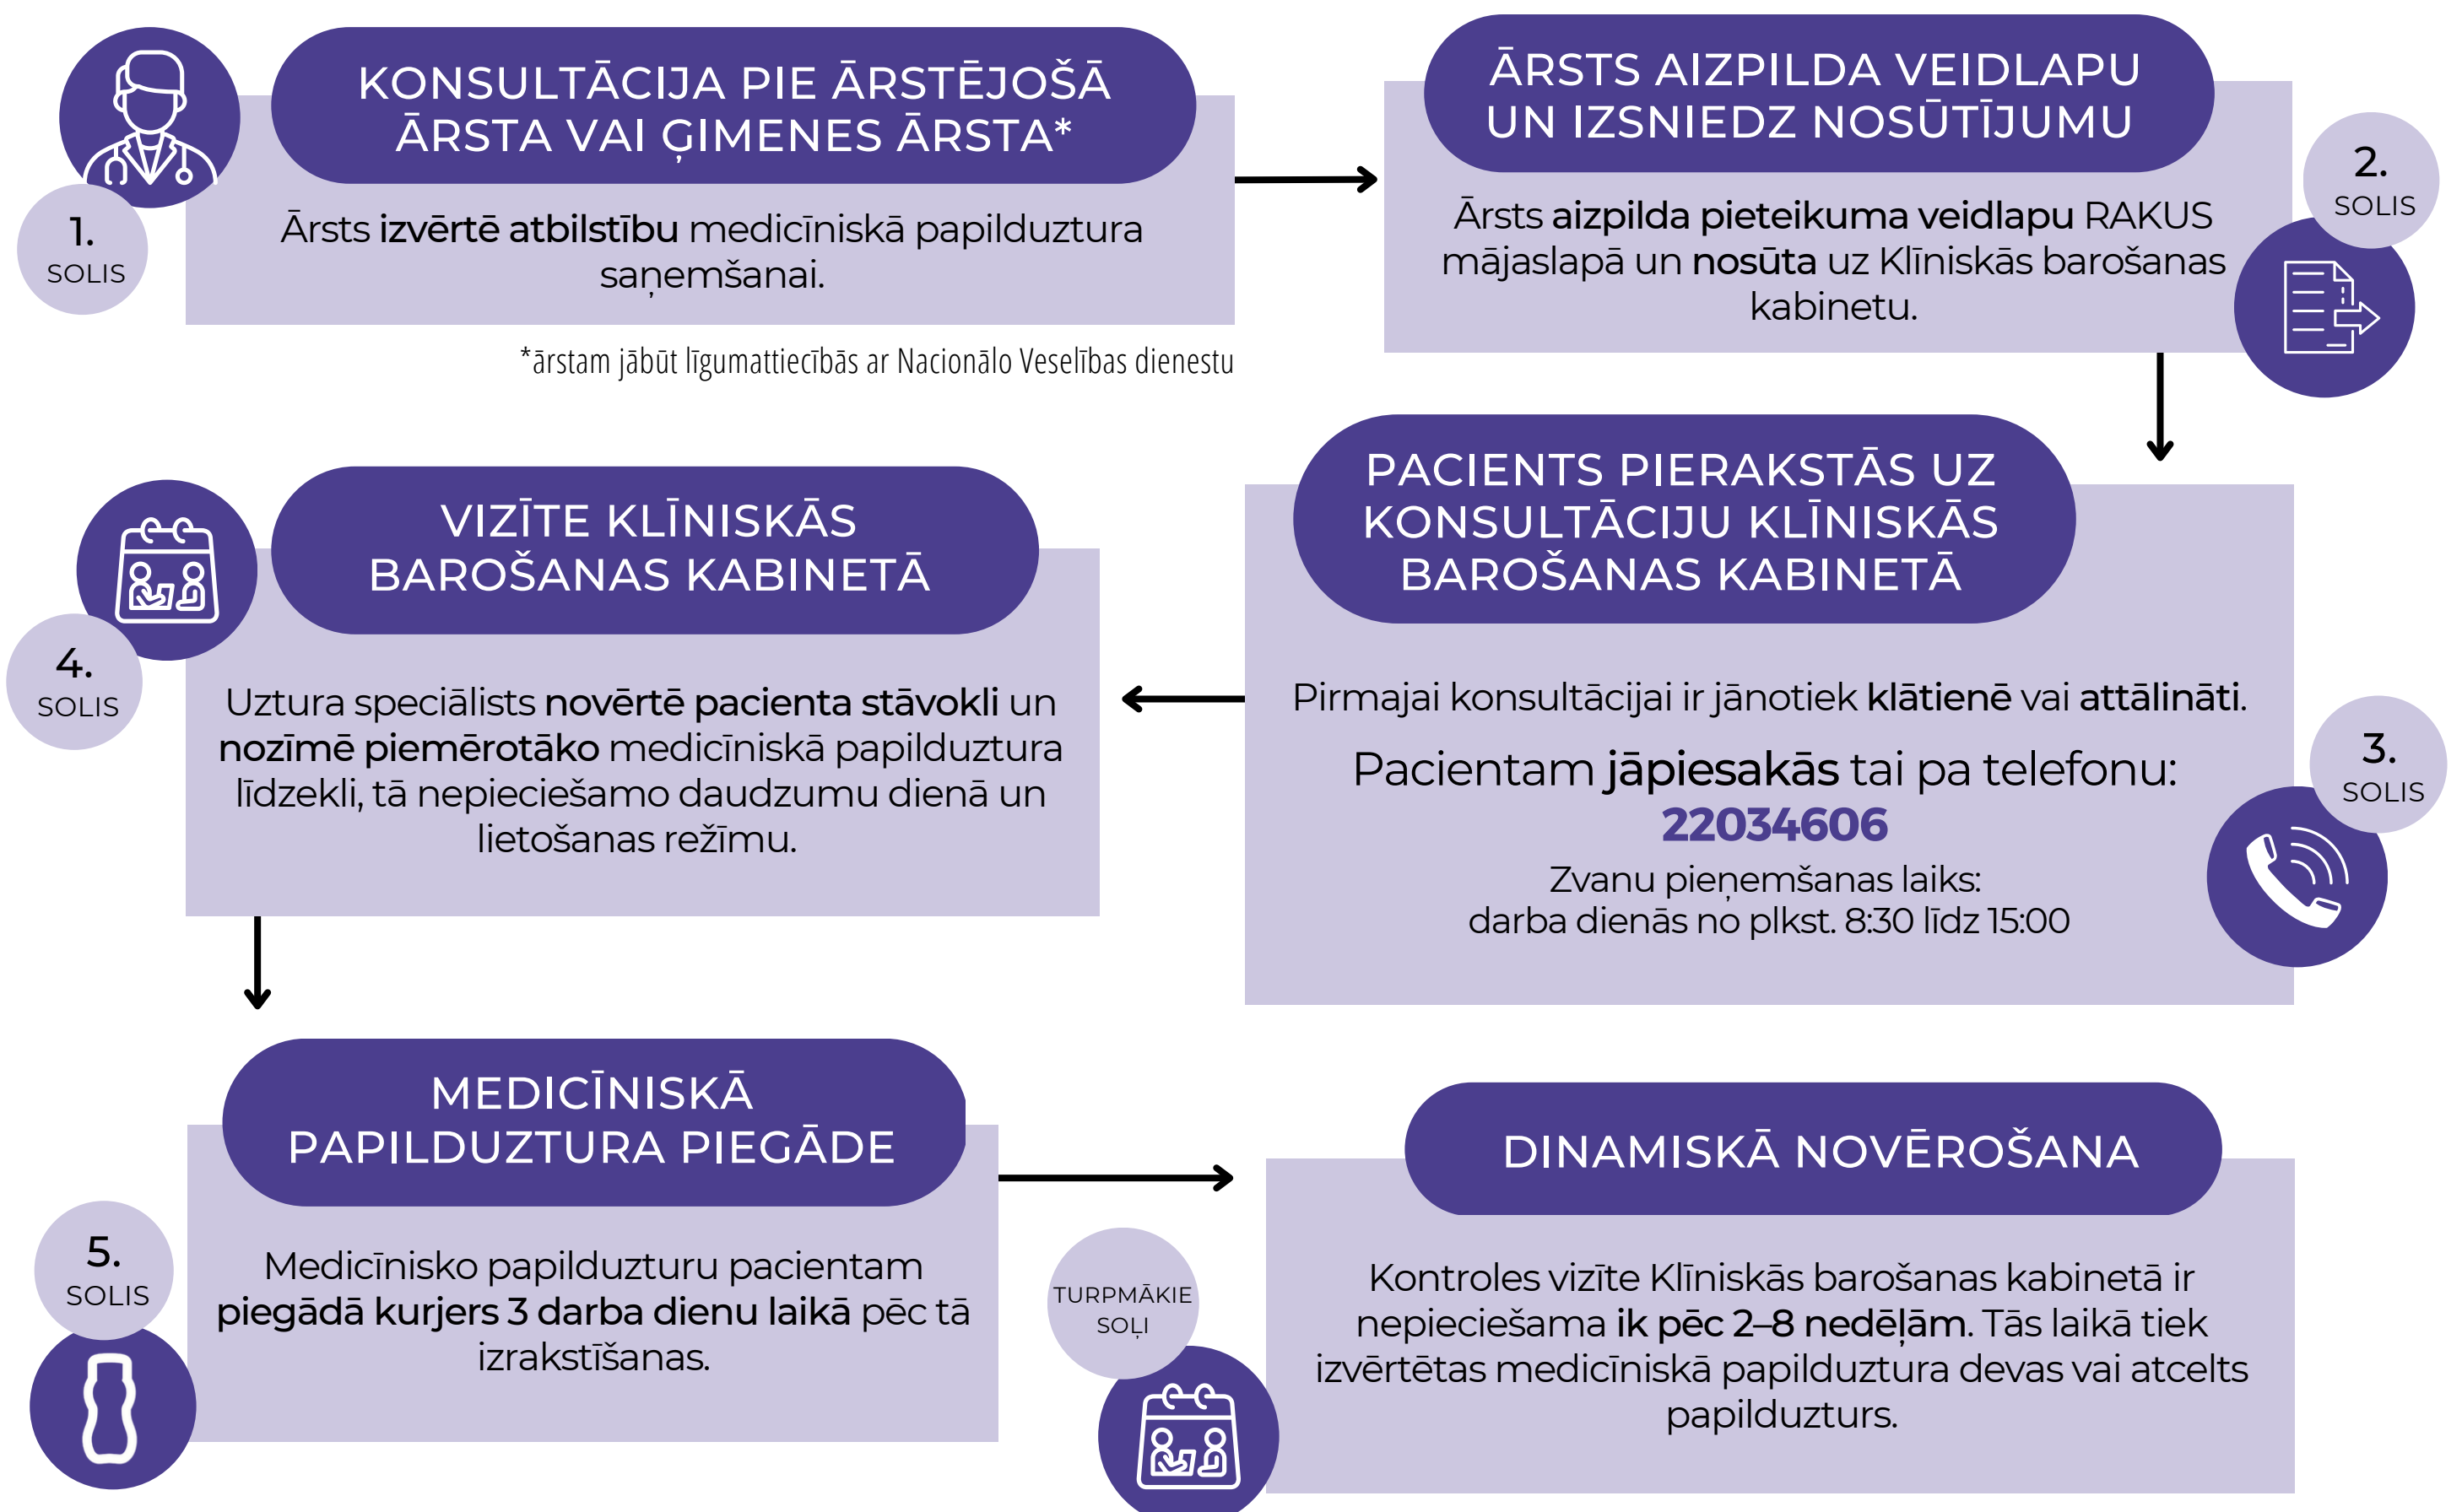 KONSULTĀCIJA PIE ĀRSTĒJOŠĀ
ĀRSTA VAI ĢIMENES ĀRSTA*
1.
SOLIS
Ārsts izvērtē atbilstību medicīniskā papilduztura
saņemšanai.
*ārstam jābūt līgumattiecībās ar Nacionālo Veselības dienestu
ĀRSTS AIZPILDA VEIDLAPU
UN IZSNIEDZ NOSŪTĪJUMU
2.
SOLIS
Ārsts aizpilda pieteikuma veidlapu RAKUS
mājaslapā un nosūta uz Klīniskās barošanas
kabinetu.
PACIENTS PIERAKSTĀS UZ
KONSULTĀCIJU KLĪNISKĀS
BAROŠANAS KABINETĀ
Pirmajai konsultācijai ir jānotiek klātienē vai attālināti.
Pacientam jāpiesakās tai pa telefonu:
22034606
Zvanu pieņemšanas laiks:
darba dienās no plkst. 8:30 līdz 15:00
3.
SOLIS
VIZĪTE KLĪNISKĀS
BAROŠANAS KABINETĀ
4.
SOLIS
Uztura speciālists novērtē pacienta stāvokli un
nozīmē piemērotāko medicīniskā papilduztura
līdzekli, tā nepieciešamo daudzumu dienā un
lietošanas režīmu.
MEDICĪNISKĀ
PAPILDUZTURA PIEGĀDE
5.
SOLIS
Medicīnisko papilduzturu pacientam
piegādā kurjers 3 darba dienu laikā pēc tā
izrakstīšanas.
DINAMISKĀ NOVĒROŠANA
TURPMĀKIE
SOĻI
Kontroles vizīte Klīniskās barošanas kabinetā ir
nepieciešama ik pēc 2–8 nedēļām. Tās laikā tiek
izvērtētas medicīniskā papilduztura devas vai atcelts
papilduzturs.